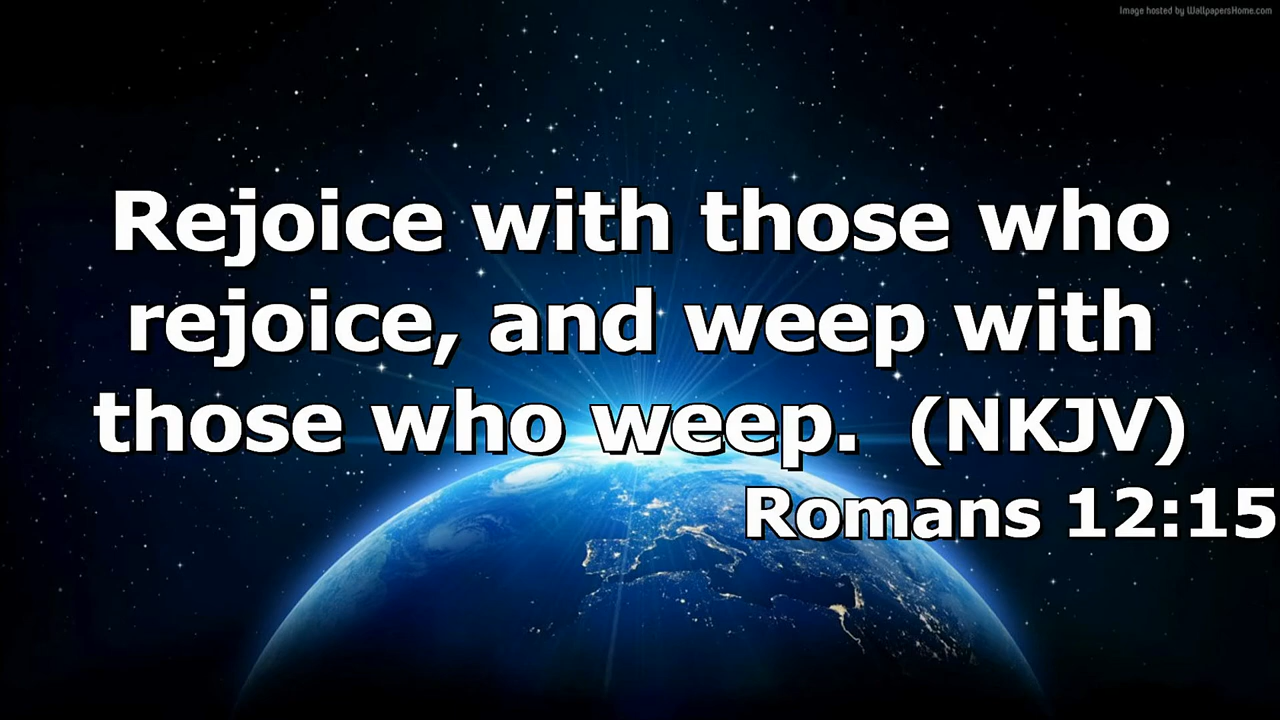 Image hosted by WallpapersHome.com
Rejoice with those who
rejoice, and weep with
those who weep. (NKJV)
Romans 12:15